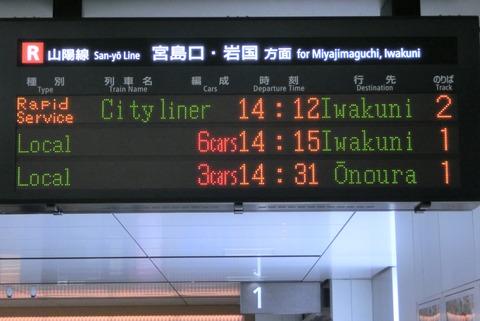 R 山陽線 San-yō Line 宮島口・岩国 方面 for Miyajimaguchi, Iwakuni
種別 列車名 編成 時刻 行先 のりば
Type Train Name Cars Departure Time Destination Track
Rapid Service Cityliner 14:12 Iwakuni 2
Local 6cars 14:15 Iwakuni 1
Local 3cars 14:31 Ōnoura 1
1